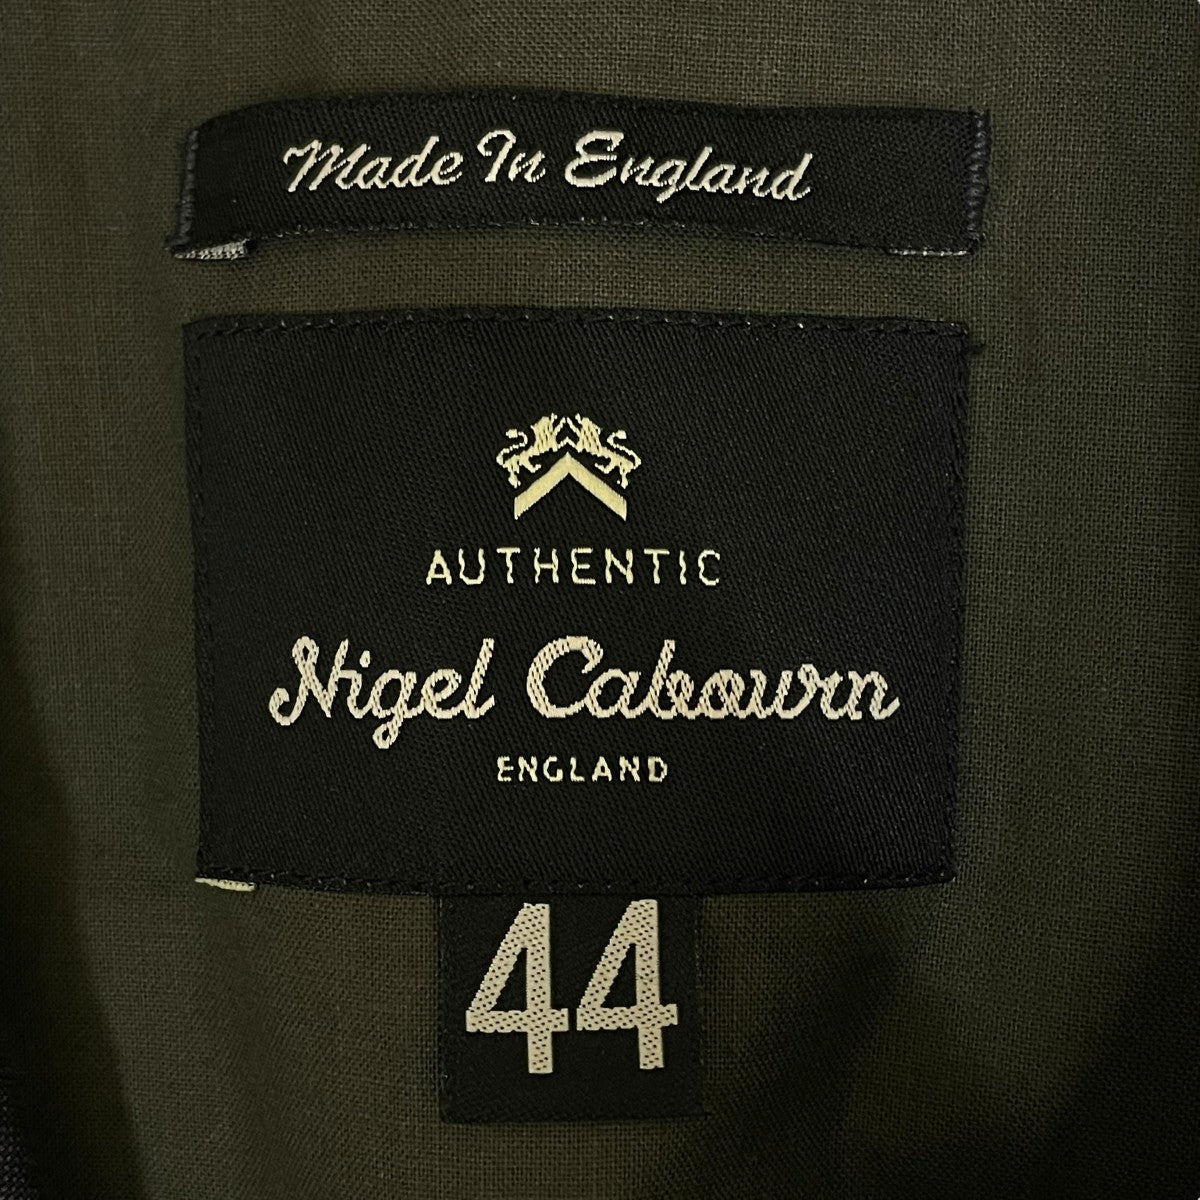 Made In England
AUTHENTIC
Nigel Cabourn
ENGLAND
44